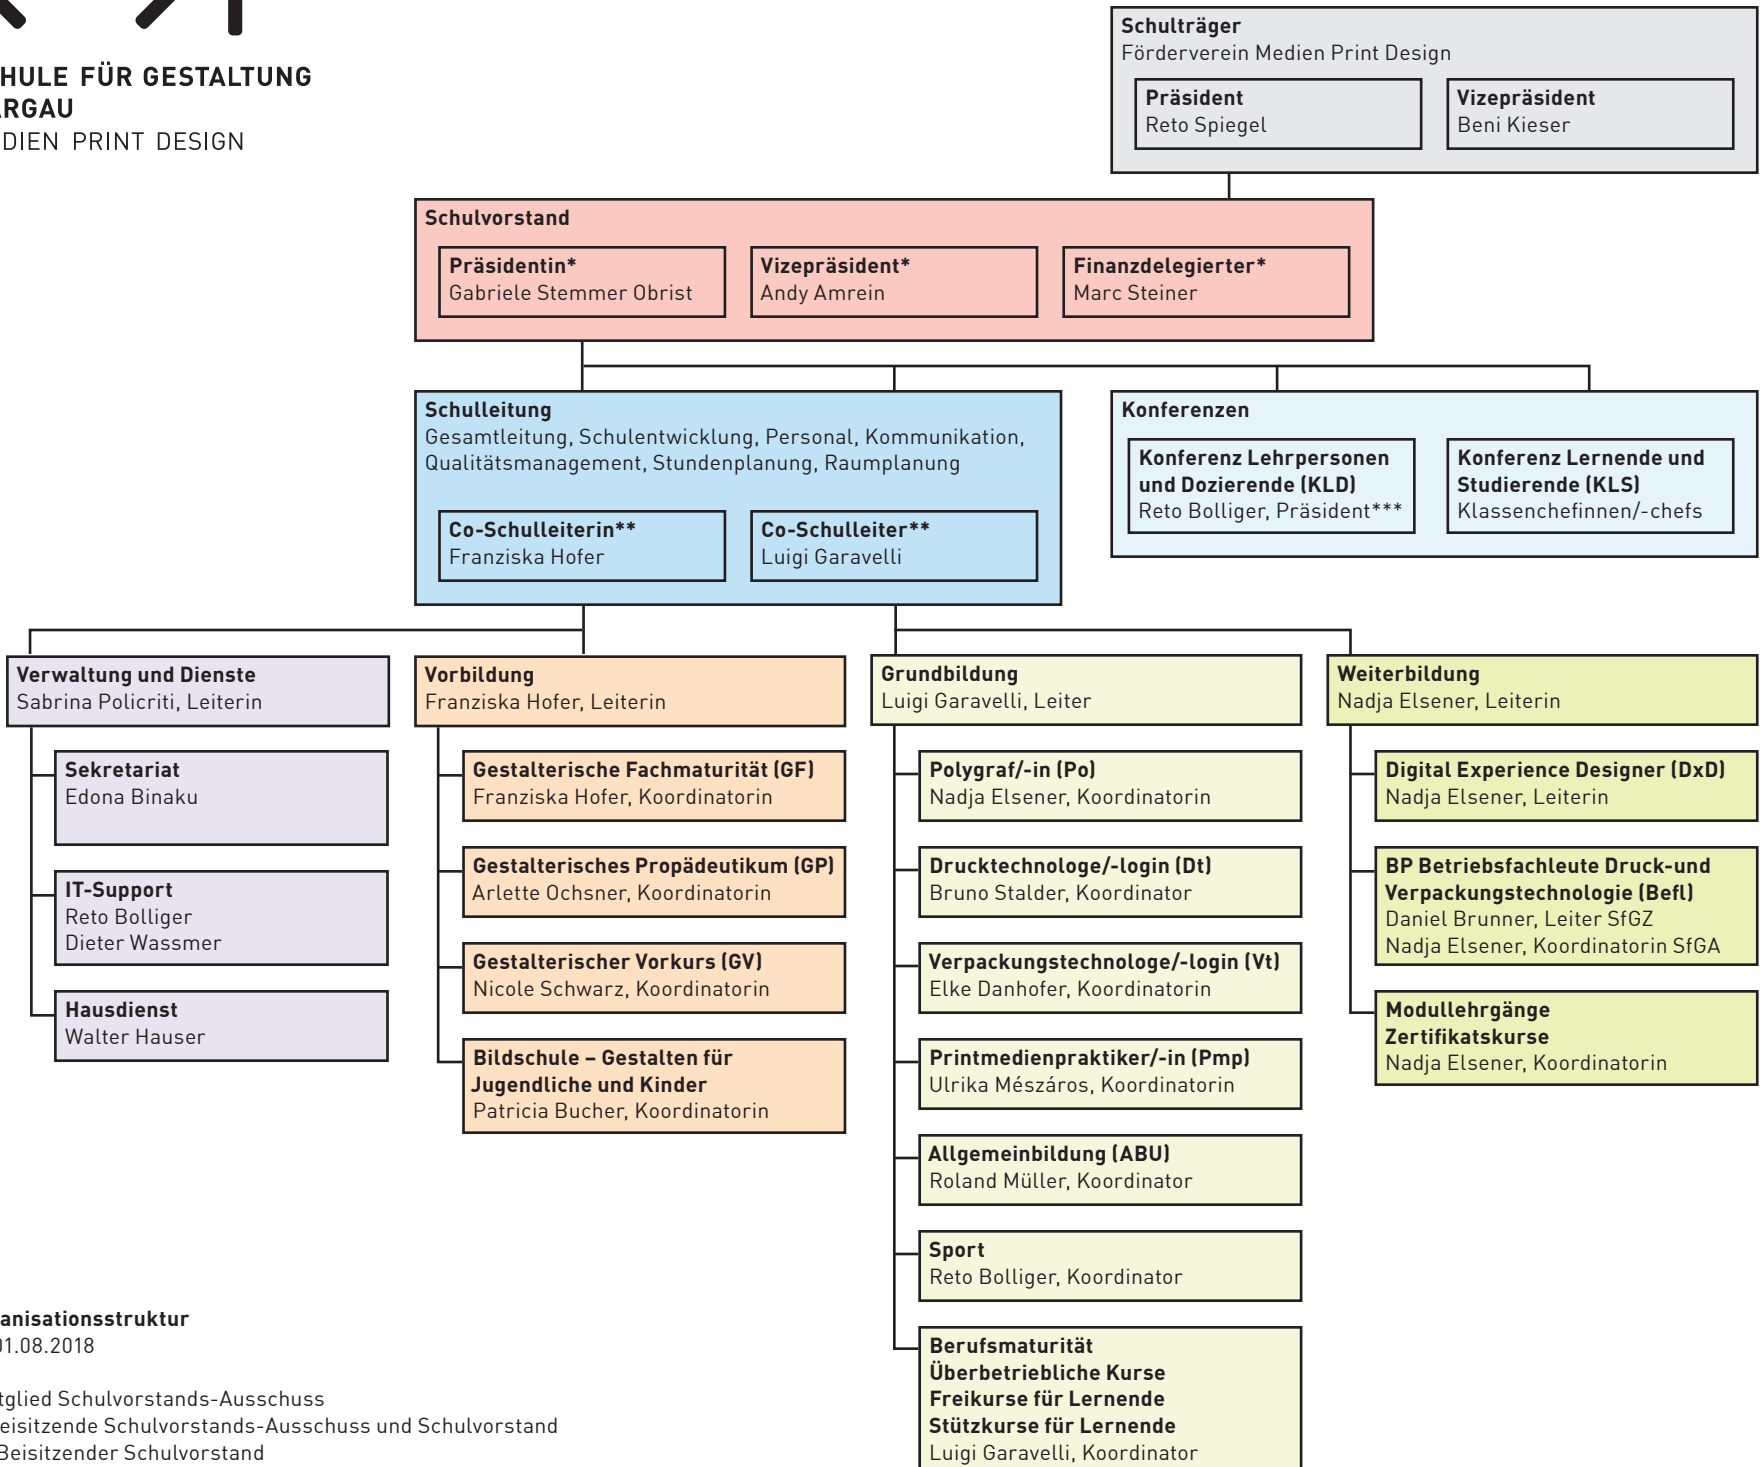 HULE FÜR GESTALTUNG
ARGAU
DIEN PRINT DESIGN
Schulträger
Förderverein Medien Print Design
Präsident
Reto Spiegel
Vizepräsident
Beni Kieser
Schulvorstand
Präsidentin*
Gabriele Stemmer Obrist
Vizepräsident*
Andy Amrein
Finanzdelegierter*
Marc Steiner
Schulleitung
Gesamtleitung, Schulentwicklung, Personal, Kommunikation,
Qualitätsmanagement, Stundenplanung, Raumplanung
Co-Schulleiterin**
Franziska Hofer
Co-Schulleiter**
Luigi Garavelli
Konferenzen
Konferenz Lehrpersonen
und Dozierende (KLD)
Reto Bolliger, Präsident***
Konferenz Lernende und
Studierende (KLS)
Klassenchefinnen/-chefs
Verwaltung und Dienste
Sabrina Policriti, Leiterin
Sekretariat
Edona Binaku
IT-Support
Reto Bolliger
Dieter Wassmer
Hausdienst
Walter Hauser
Vorbildung
Franziska Hofer, Leiterin
Gestalterische Fachmaturität (GF)
Franziska Hofer, Koordinatorin
Gestalterisches Propädeutikum (GP)
Arlette Ochsner, Koordinatorin
Gestalterischer Vorkurs (GV)
Nicole Schwarz, Koordinatorin
Bildschule – Gestalten für
Jugendliche und Kinder
Patricia Bucher, Koordinatorin
Grundbildung
Luigi Garavelli, Leiter
Polygraf/-in (Po)
Nadja Elsener, Koordinatorin
Drucktechnologe/-login (Dt)
Bruno Stalder, Koordinator
Verpackungstechnologe/-login (Vt)
Elke Danhofer, Koordinatorin
Printmedienpraktiker/-in (Pmp)
Ulrika Mészáros, Koordinatorin
Allgemeinbildung (ABU)
Roland Müller, Koordinator
Sport
Reto Bolliger, Koordinator
Berufsmaturität
Überbetriebliche Kurse
Freikurse für Lernende
Stützkurse für Lernende
Luigi Garavelli, Koordinator
Weiterbildung
Nadja Elsener, Leiterin
Digital Experience Designer (DxD)
Nadja Elsener, Leiterin
BP Betriebsfachleute Druck-und
Verpackungstechnologie (Befl)
Daniel Brunner, Leiter SfGZ
Nadja Elsener, Koordinatorin SfGA
Modullehrgänge
Zertifikatskurse
Nadja Elsener, Koordinatorin
anisationsstruktur
01.08.2018
tglied Schulvorstands-Ausschuss
eisitzende Schulvorstands-Ausschuss und Schulvorstand
Beisitzender Schulvorstand